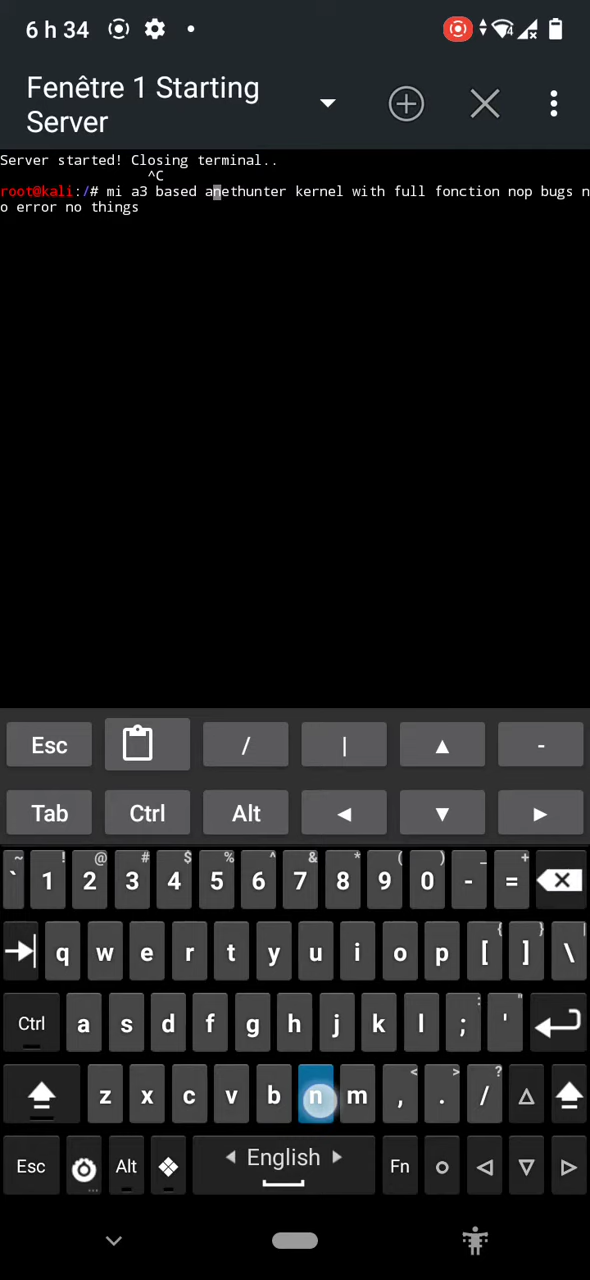 6 h 34
4
Fenêtre 1 Starting
Server
Server started! Closing terminal..
^C
root@kali:/# mi a3 based anethunter kernel with full fonction nop bugs n
o error no things
Esc / | ▲ -
Tab Ctrl Alt ◄ ▼ ►
~ ! @ # $ % ^ & * ( ) _ +
` 1 2 3 4 5 6 7 8 9 0 - =
{ } |
q w e r t y u i o p [ ] \
: "
Ctrl a s d f g h j k l ; '
< > ?
z x c v b n m , . /
Esc Alt ◄ English ► Fn